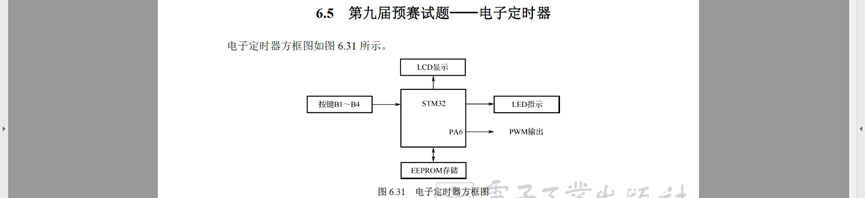 6.5 第九届预赛试题——电子定时器
电子定时器方框图如图 6.31 所示。
LCD显示
按键B1～B4
STM32
LED指示
PA6
PWM输出
EEPROM存储
图 6.31 电子定时器方框图